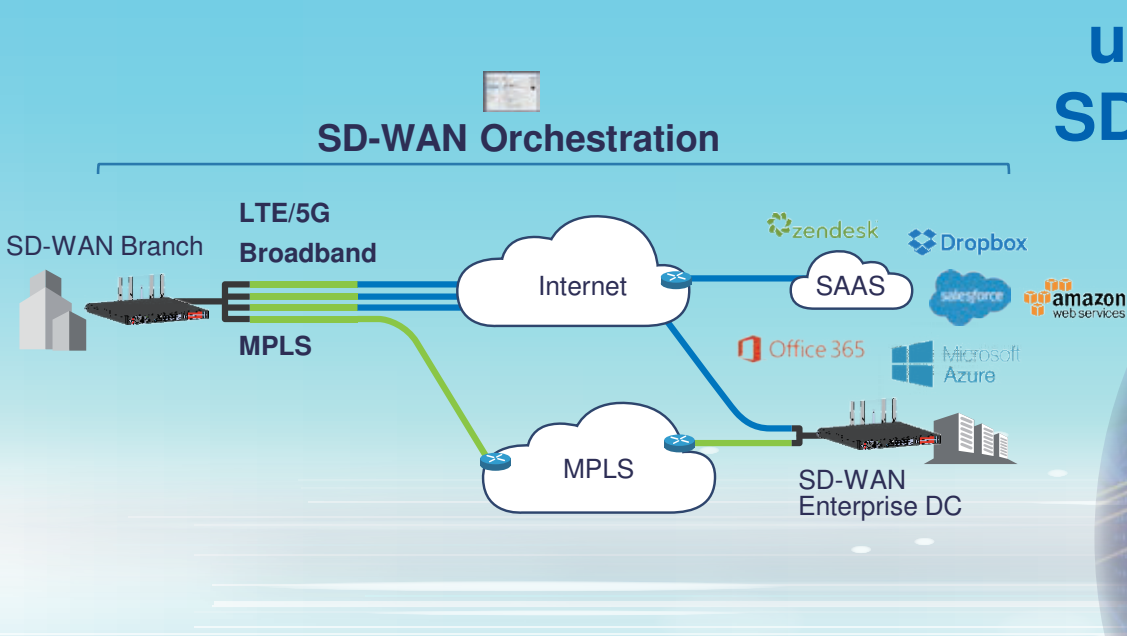 u
SD
SD-WAN Orchestration
LTE/5G
SD-WAN Branch
Broadband
MPLS
Internet
zendesk
Dropbox
SAAS
salesforce
amazon
web services
Office 365
Microsoft
Azure
MPLS
SD-WAN
Enterprise DC